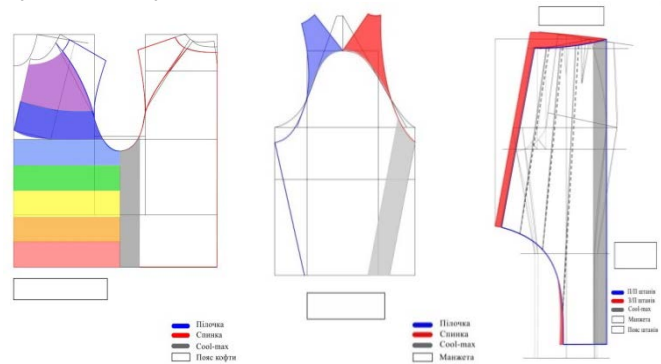 Пілочка
Спинка
Cool-max
Пояс кофти
Пілочка
Спинка
Cool-max
Манжета
П/П штанів
З/П штанів
Cool-max
Манжета
Пояс штанів